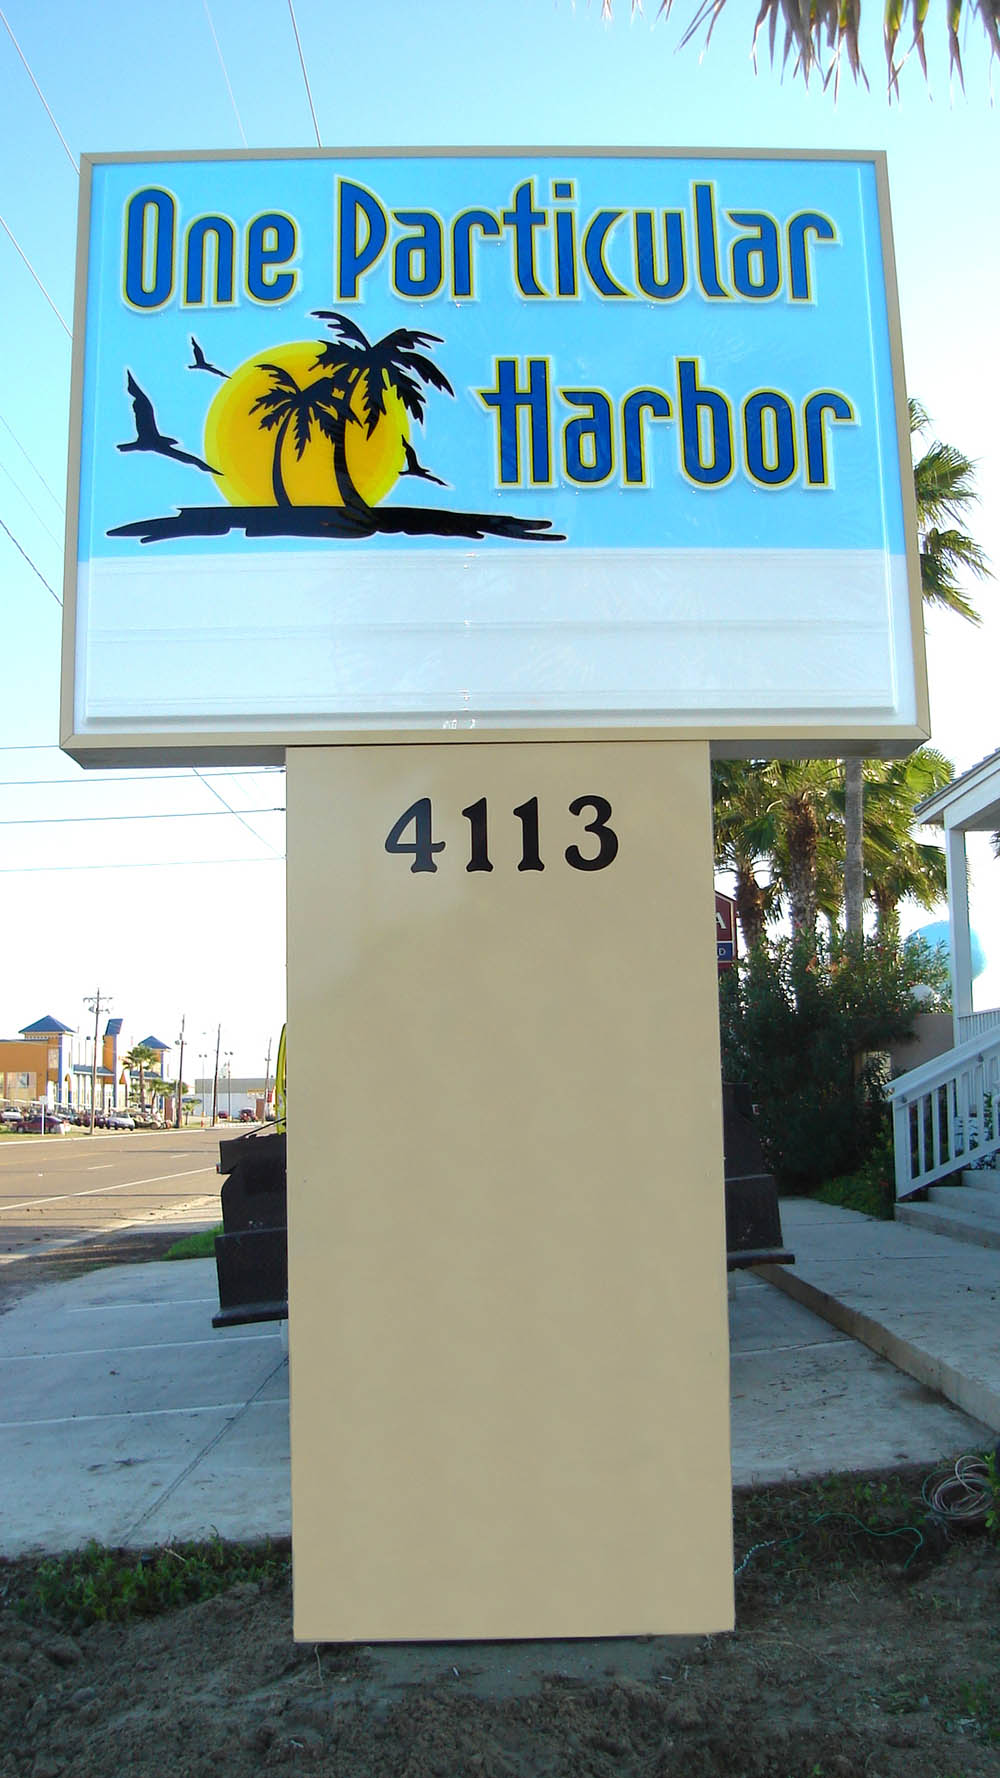 One Particular
Harbor
4113
A
D